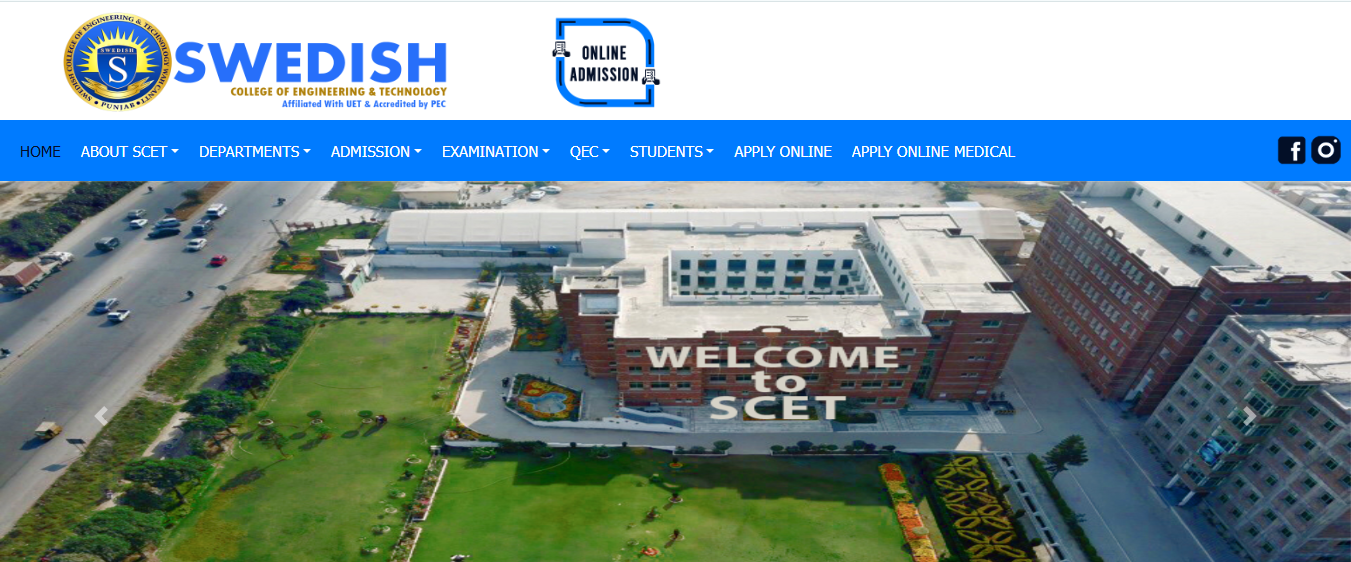 SWEDISH COLLEGE OF ENGINEERING & TECHNOLOGY WAH CANTT.
SWEDISH
S
PUNJAB
SWEDISH
COLLEGE OF ENGINEERING & TECHNOLOGY
Affiliated With UET & Accredited by PEC
ONLINE
ADMISSION
HOME ABOUT SCET DEPARTMENTS ADMISSION EXAMINATION QEC STUDENTS APPLY ONLINE APPLY ONLINE MEDICAL
WELCOME
to
SCET